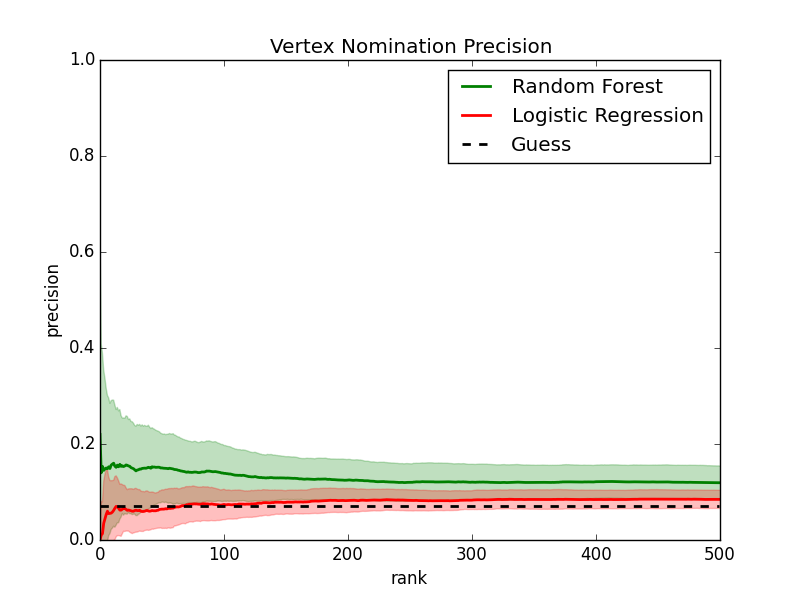 Vertex Nomination Precision
1.0
0.8
0.6
0.4
0.2
0.0
precision
Random Forest
Logistic Regression
Guess
0 100 200 300 400 500
rank